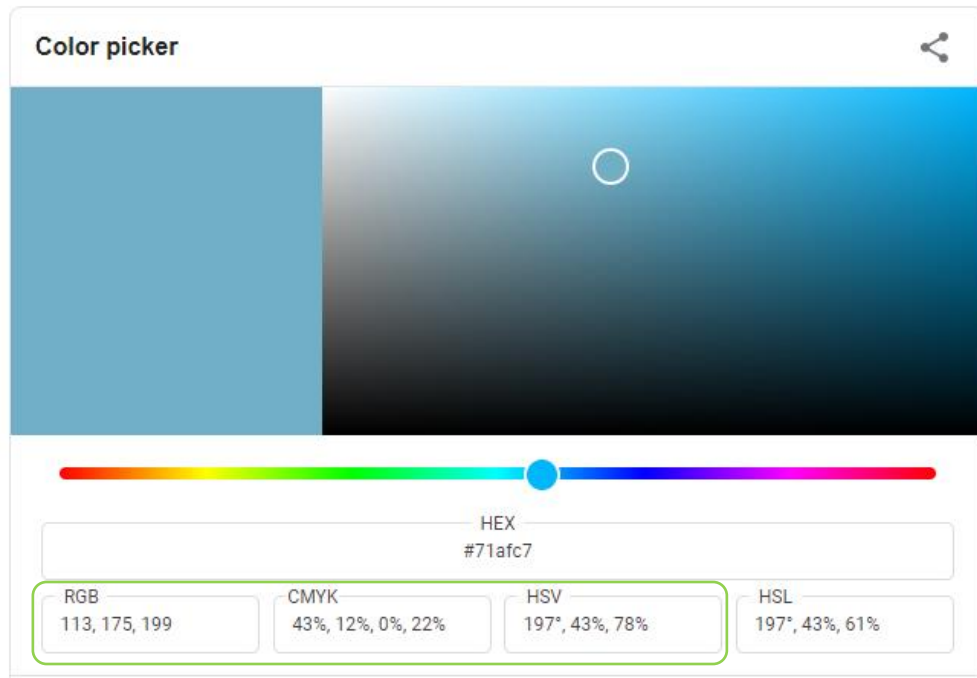 Color picker
HEX
#71afc7
RGB
113, 175, 199
CMYK
43%, 12%, 0%, 22%
HSV
197°, 43%, 78%
HSL
197°, 43%, 61%